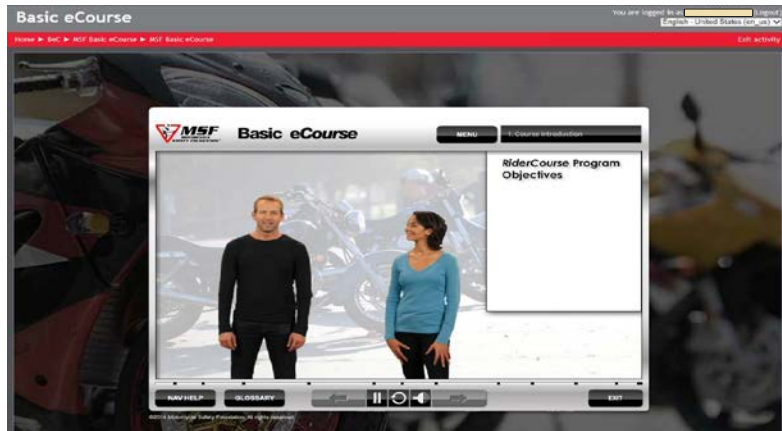 Basic eCourse
You are logged in as (Logout)
English - United States (en_us)
Home ► BeC ► MSF Basic eCourse ► MSF Basic eCourse
Exit activity
MSF
Basic eCourse
MENU
1. Course introduction
RiderCourse Program
Objectives
NAV HELP
GLOSSARY
EXIT
©2014 Motorcycle Safety Foundation, All rights reserved.